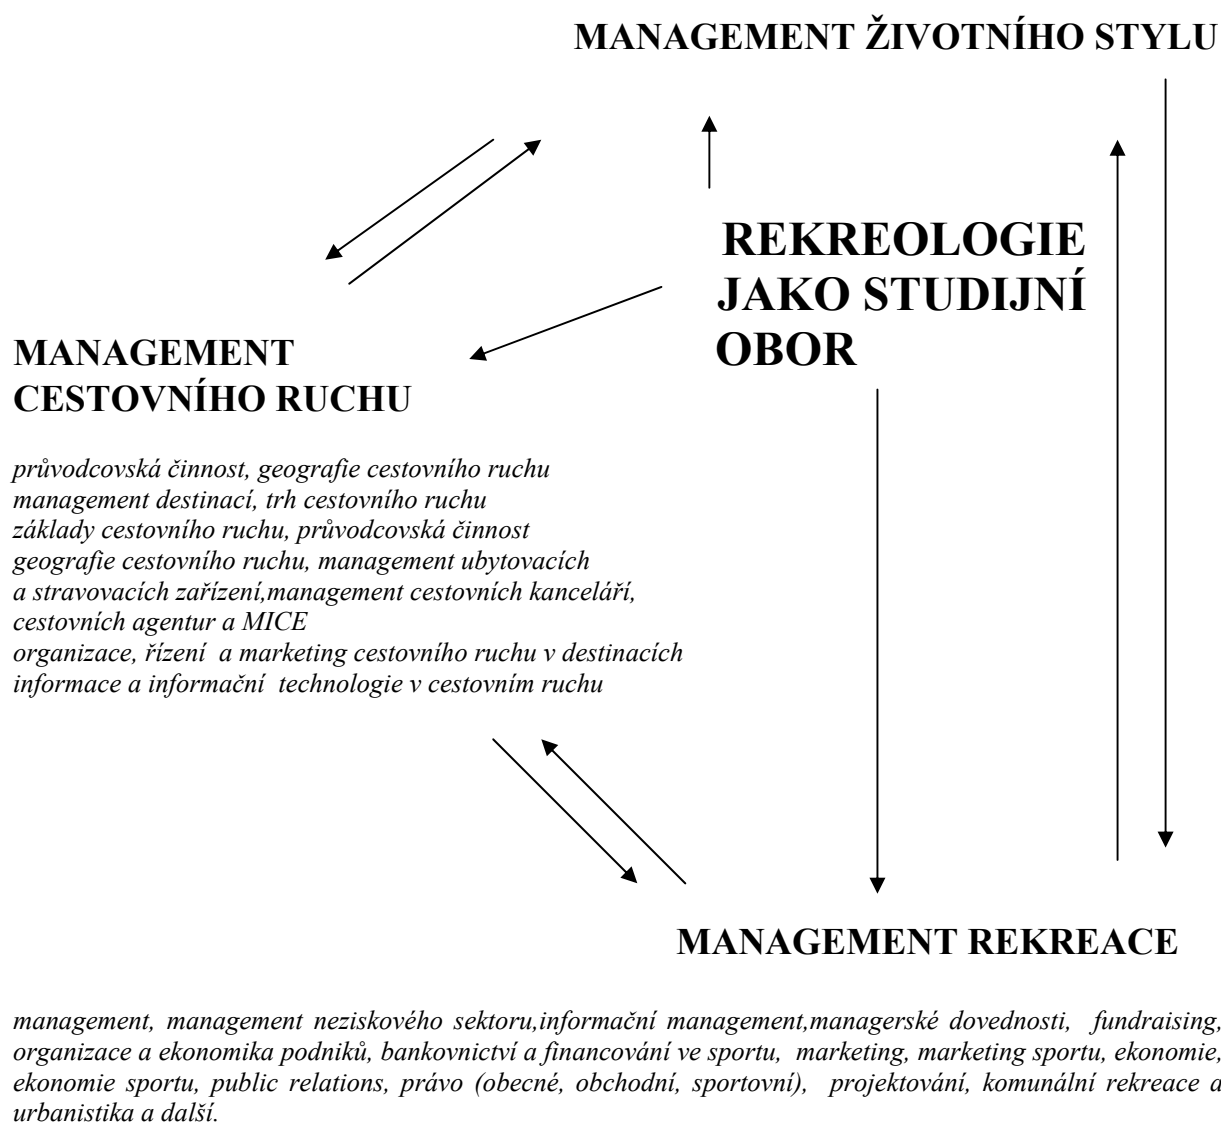 MANAGEMENT ŽIVOTNÍHO STYLU
REKREOLOGIE
JAKO STUDIJNÍ
OBOR
MANAGEMENT
CESTOVNÍHO RUCHU
průvodcovská činnost, geografie cestovního ruchu
management destinací, trh cestovního ruchu
základy cestovního ruchu, průvodcovská činnost
geografie cestovního ruchu, management ubytovacích
a stravovacích zařízení,management cestovních kanceláří,
cestovních agentur a MICE
organizace, řízení  a marketing cestovního ruchu v destinacích
informace a informační  technologie v cestovním ruchu
MANAGEMENT REKREACE
management, management neziskového sektoru,informační management,managerské dovednosti,  fundraising,
organizace a ekonomika podniků, bankovnictví a financování ve sportu,  marketing, marketing sportu, ekonomie,
ekonomie sportu, public relations, právo (obecné, obchodní, sportovní),  projektování, komunální rekreace a
urbanistika a další.